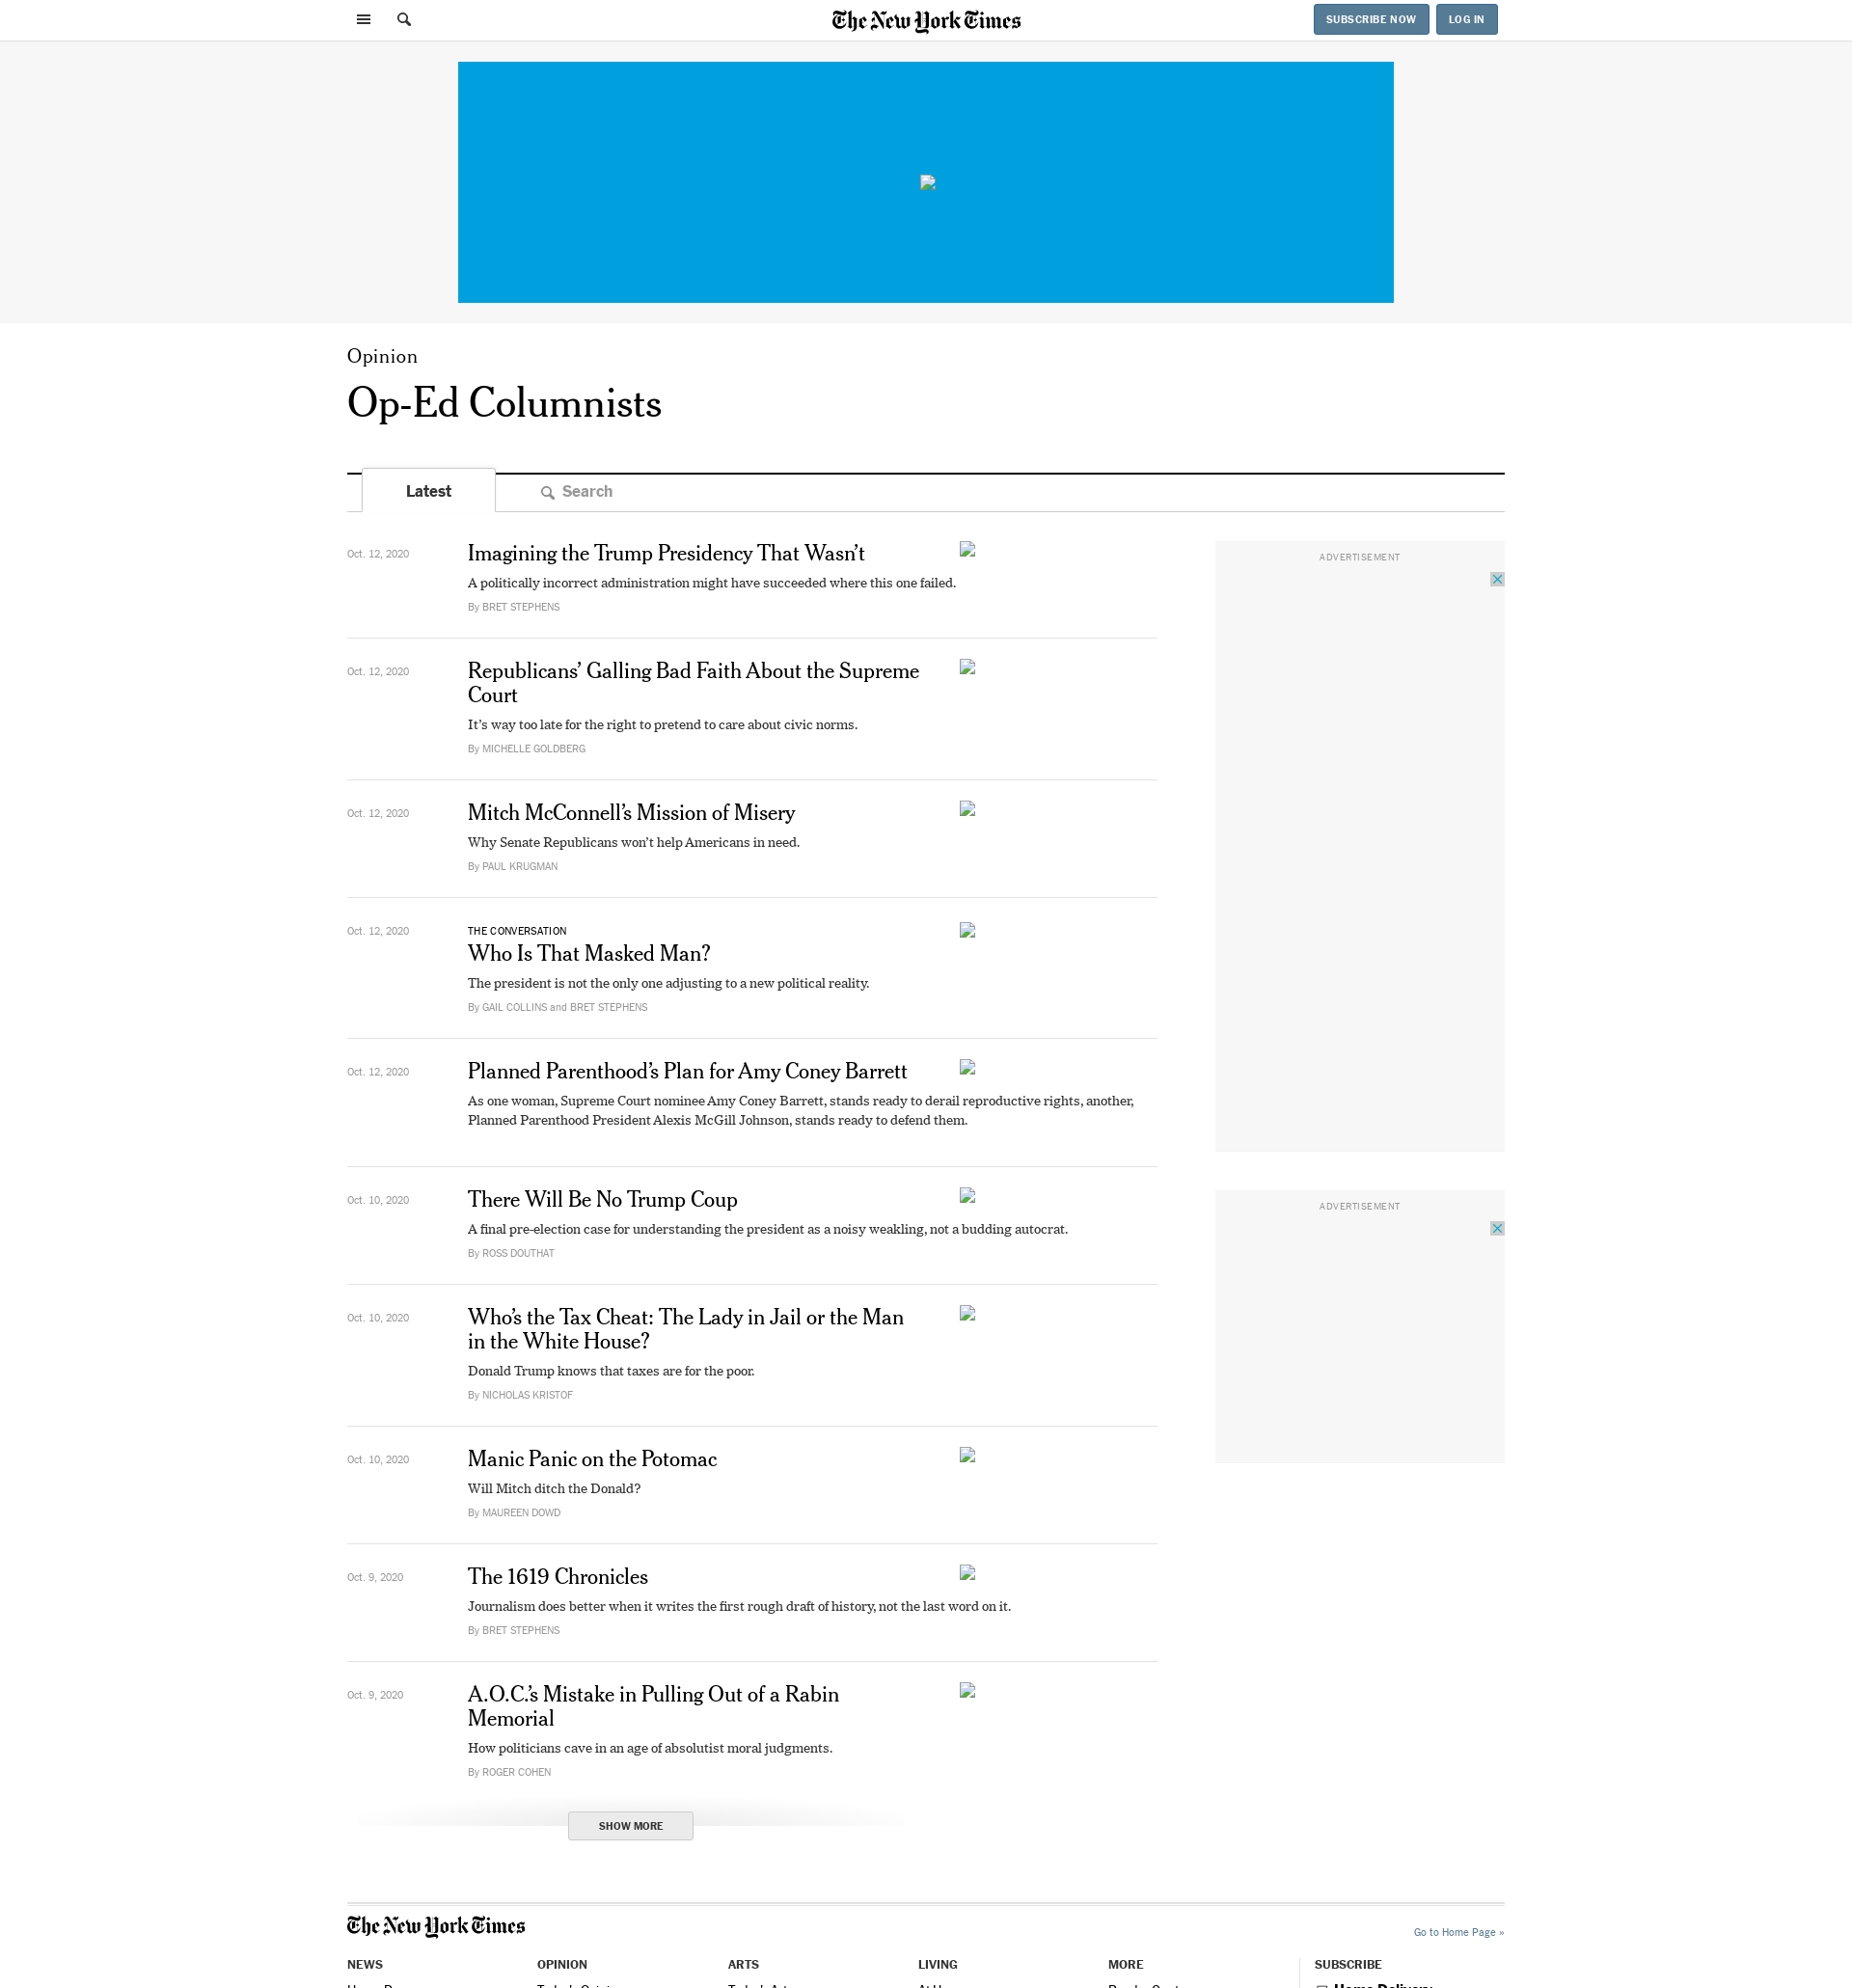 The New York Times
SUBSCRIBE NOW
LOG IN
Opinion
Op-Ed Columnists
Latest
Search
Oct. 12, 2020
Imagining the Trump Presidency That Wasn’t
A politically incorrect administration might have succeeded where this one failed.
By BRET STEPHENS
ADVERTISEMENT
Oct. 12, 2020
Republicans’ Galling Bad Faith About the Supreme
Court
It’s way too late for the right to pretend to care about civic norms.
By MICHELLE GOLDBERG
Oct. 12, 2020
Mitch McConnell’s Mission of Misery
Why Senate Republicans won’t help Americans in need.
By PAUL KRUGMAN
Oct. 12, 2020
THE CONVERSATION
Who Is That Masked Man?
The president is not the only one adjusting to a new political reality.
By GAIL COLLINS and BRET STEPHENS
Oct. 12, 2020
Planned Parenthood’s Plan for Amy Coney Barrett
As one woman, Supreme Court nominee Amy Coney Barrett, stands ready to derail reproductive rights, another,
Planned Parenthood President Alexis McGill Johnson, stands ready to defend them.
Oct. 10, 2020
There Will Be No Trump Coup
A final pre-election case for understanding the president as a noisy weakling, not a budding autocrat.
By ROSS DOUTHAT
ADVERTISEMENT
Oct. 10, 2020
Who’s the Tax Cheat: The Lady in Jail or the Man
in the White House?
Donald Trump knows that taxes are for the poor.
By NICHOLAS KRISTOF
Oct. 10, 2020
Manic Panic on the Potomac
Will Mitch ditch the Donald?
By MAUREEN DOWD
Oct. 9, 2020
The 1619 Chronicles
Journalism does better when it writes the first rough draft of history, not the last word on it.
By BRET STEPHENS
Oct. 9, 2020
A.O.C.’s Mistake in Pulling Out of a Rabin
Memorial
How politicians cave in an age of absolutist moral judgments.
By ROGER COHEN
SHOW MORE
The New York Times
Go to Home Page »
NEWS
OPINION
ARTS
LIVING
MORE
SUBSCRIBE
Home Delivery